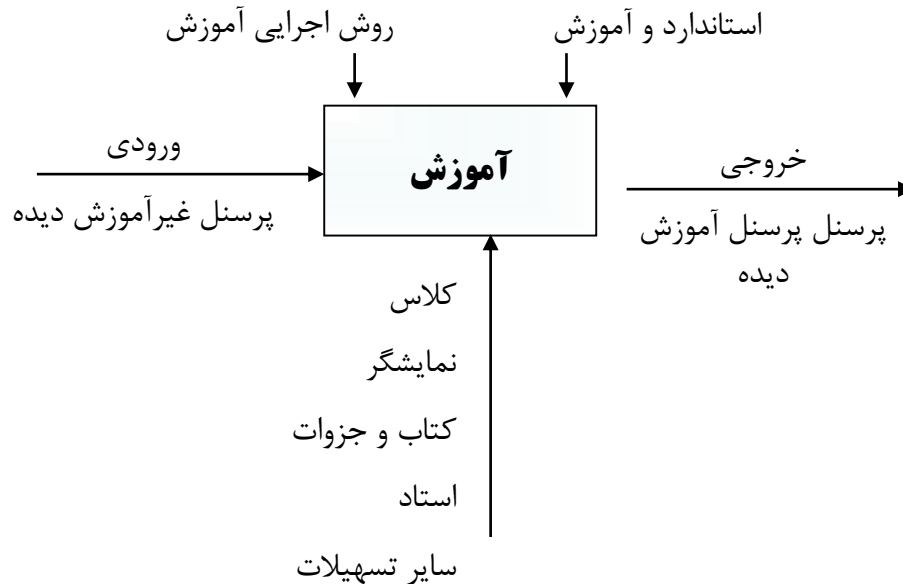 استاندارد و آموزش
روش اجرایی آموزش
ورودی
پرسنل غیرآموزش دیده
آموزش
خروجی
پرسنل پرسنل آموزش
دیده
کلاس
نمایشگر
کتاب و جزوات
استاد
سایر تسهیلات